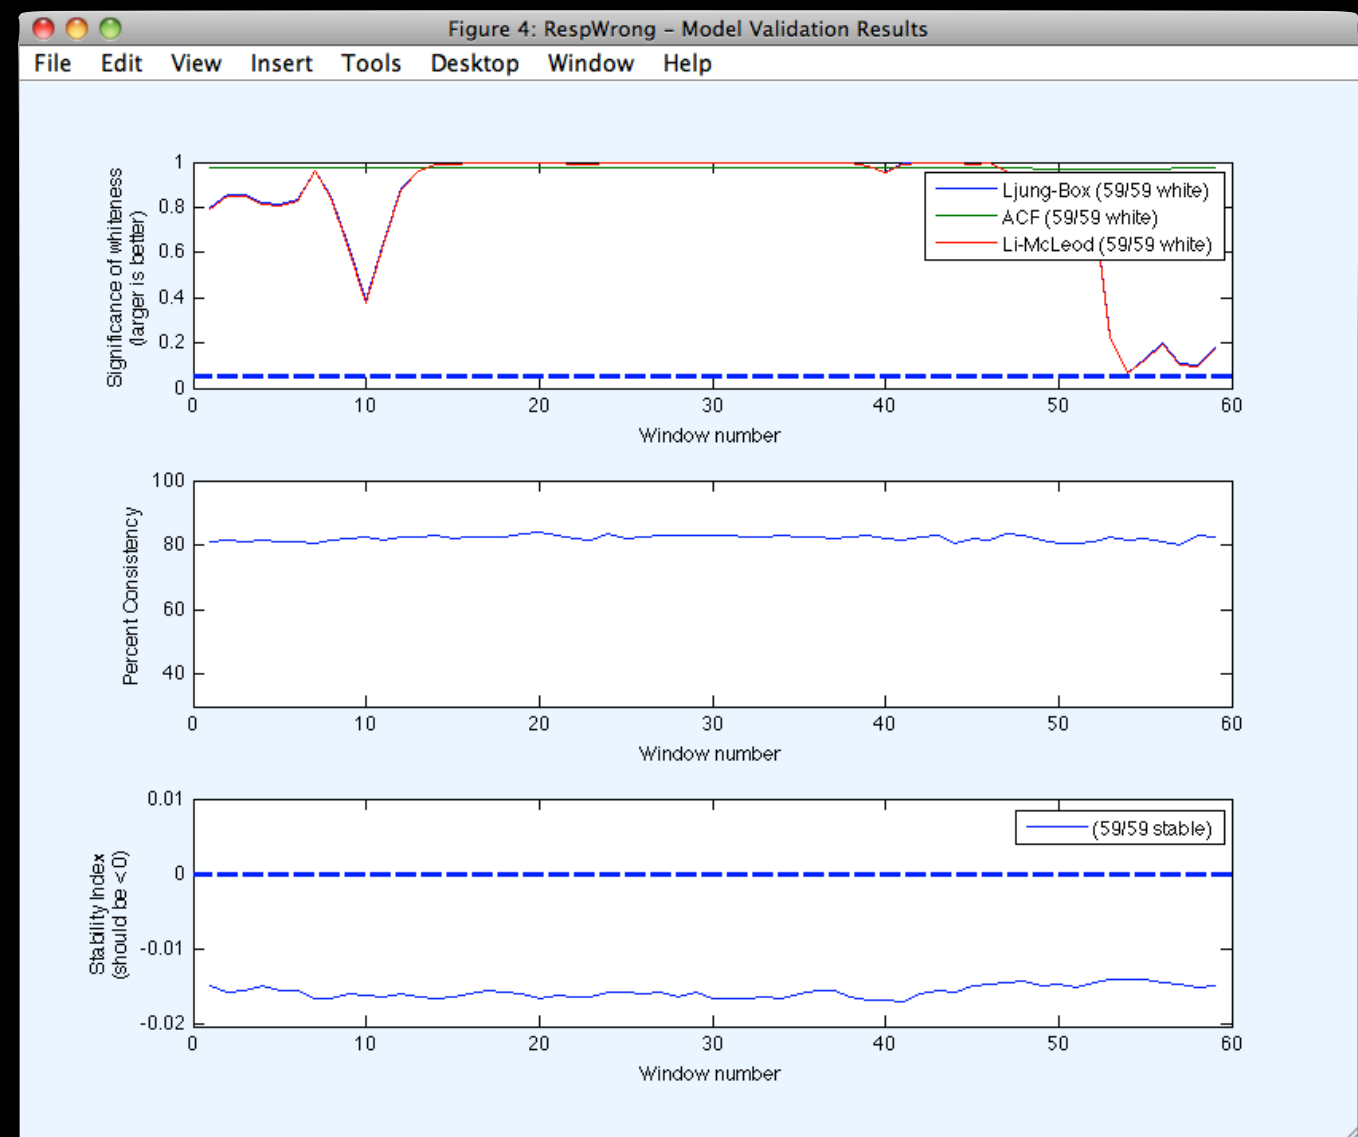 Figure 4: RespWrong – Model Validation Results
File Edit View Insert Tools Desktop Window Help
Significance of whiteness
(larger is better)
1
0.8
0.6
0.4
0.2
0
Ljung-Box (59/59 white)
ACF (59/59 white)
Li-McLeod (59/59 white)
0 10 20 30 40 50 60
Window number
Percent Consistency
100
80
60
40
0 10 20 30 40 50 60
Window number
Stability Index
(should be < 0)
0.01
0
-0.01
-0.02
(59/59 stable)
0 10 20 30 40 50 60
Window number